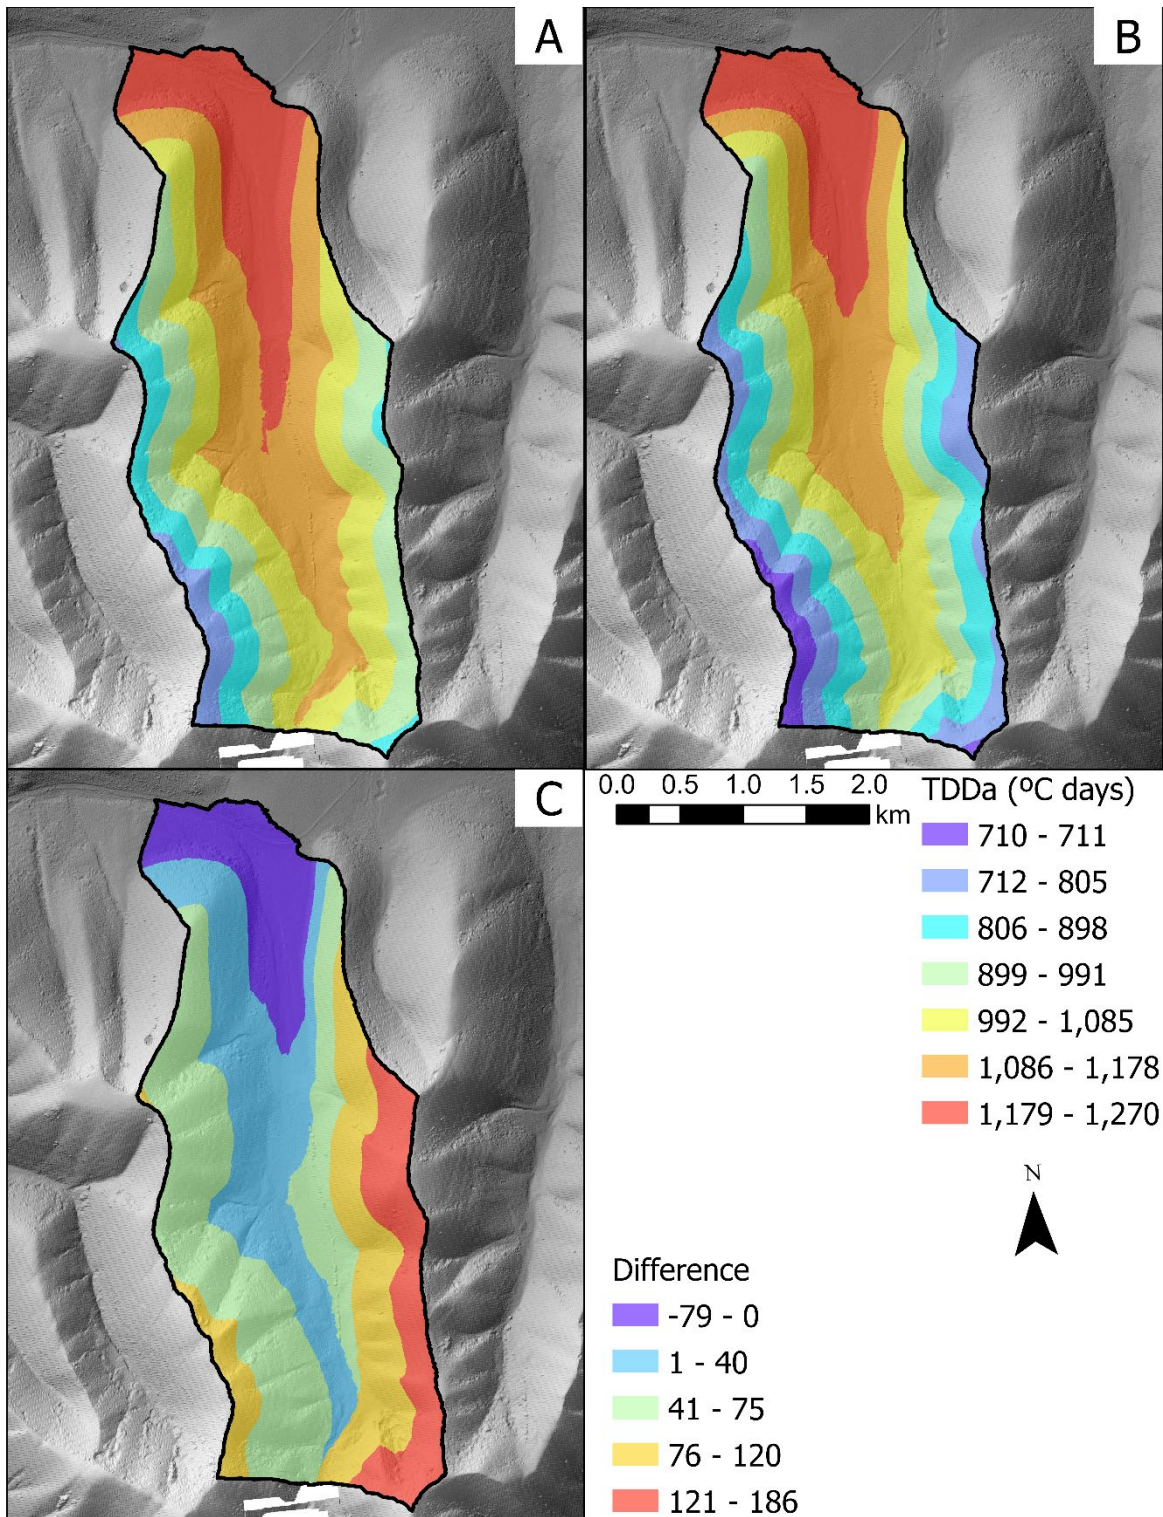 A
B
C
0.0 0.5 1.0 1.5 2.0
km
TDDa (ºC days)
710 - 711
712 - 805
806 - 898
899 - 991
992 - 1,085
1,086 - 1,178
1,179 - 1,270
N
Difference
-79 - 0
1 - 40
41 - 75
76 - 120
121 - 186